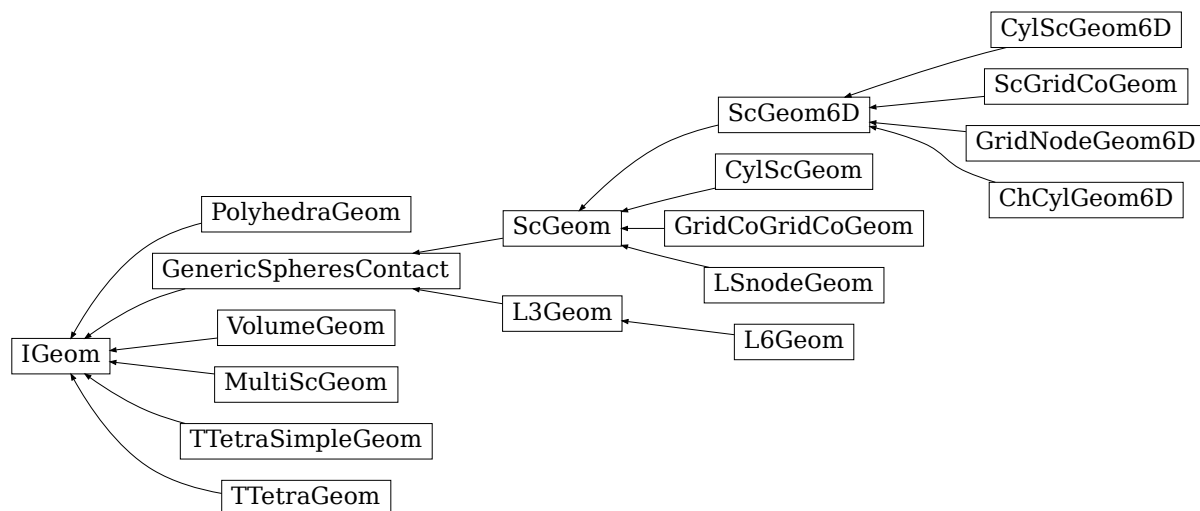 CylScGeom6D
ScGridCoGeom
ScGeom6D
GridNodeGeom6D
CylScGeom
ChCylGeom6D
PolyhedraGeom
ScGeom
GridCoGridCoGeom
GenericSpheresContact
LSnodeGeom
L3Geom
VolumeGeom
L6Geom
IGeom
MultiScGeom
TTetraSimpleGeom
TTetraGeom